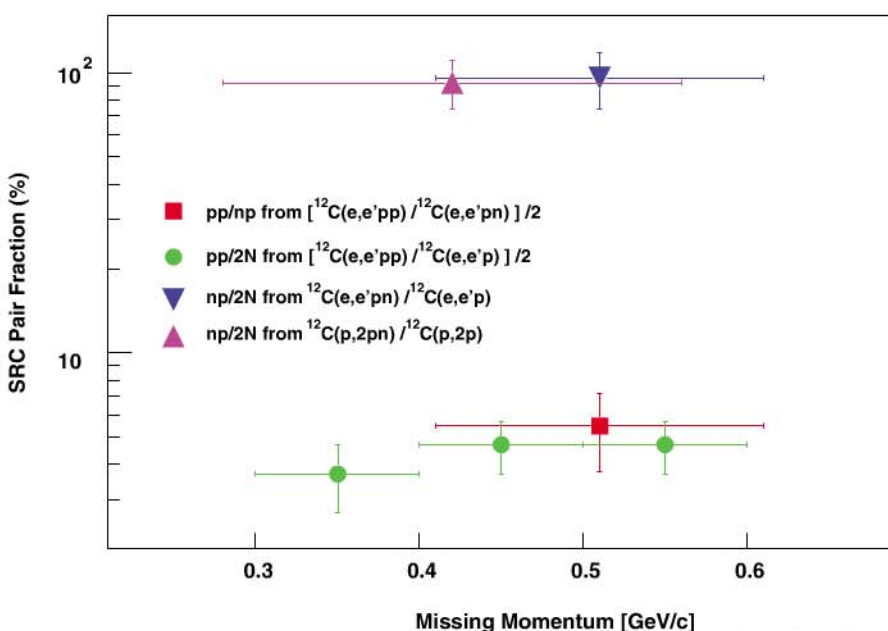 SRC Pair Fraction (%)
10²
10
pp/np from [¹²C(e,e'pp) /¹²C(e,e'pn) ] /2
pp/2N from [¹²C(e,e'pp) /¹²C(e,e'p) ] /2
np/2N from ¹²C(e,e'pn) /¹²C(e,e'p)
np/2N from ¹²C(p,2pn) /¹²C(p,2p)
0.3 0.4 0.5 0.6
Missing Momentum [GeV/c]